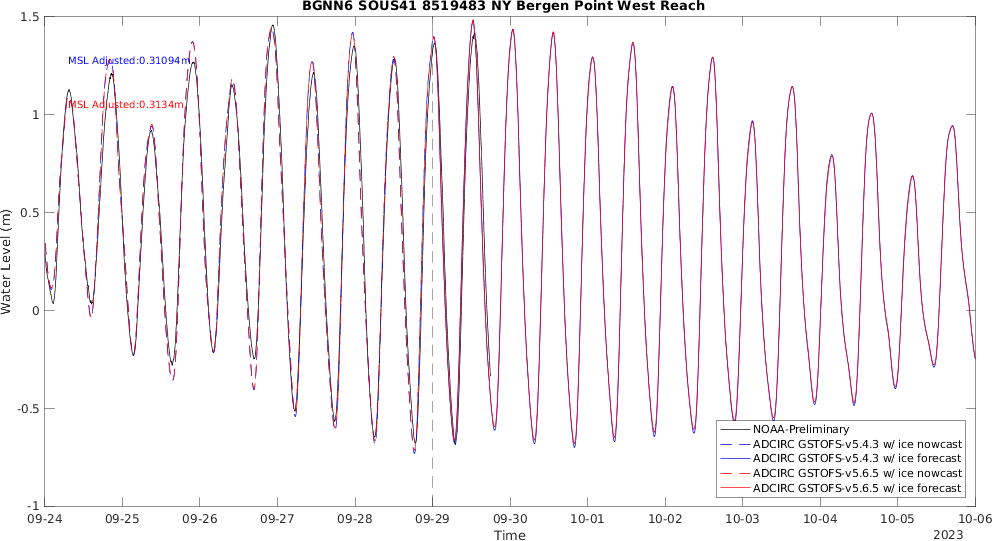 BGNN6 SOUS41 8519483 NY Bergen Point West Reach
1.5
1
0.5
0
-0.5
-1
Water Level (m)
MSL Adjusted:0.31094m
MSL Adjusted:0.3134m
NOAA-Preliminary
ADCIRC GSTOFS-v5.4.3 w/ ice nowcast
ADCIRC GSTOFS-v5.4.3 w/ ice forecast
ADCIRC GSTOFS-v5.6.5 w/ ice nowcast
ADCIRC GSTOFS-v5.6.5 w/ ice forecast
09-24 09-25 09-26 09-27 09-28 09-29 09-30 10-01 10-02 10-03 10-04 10-05 10-06
Time
2023